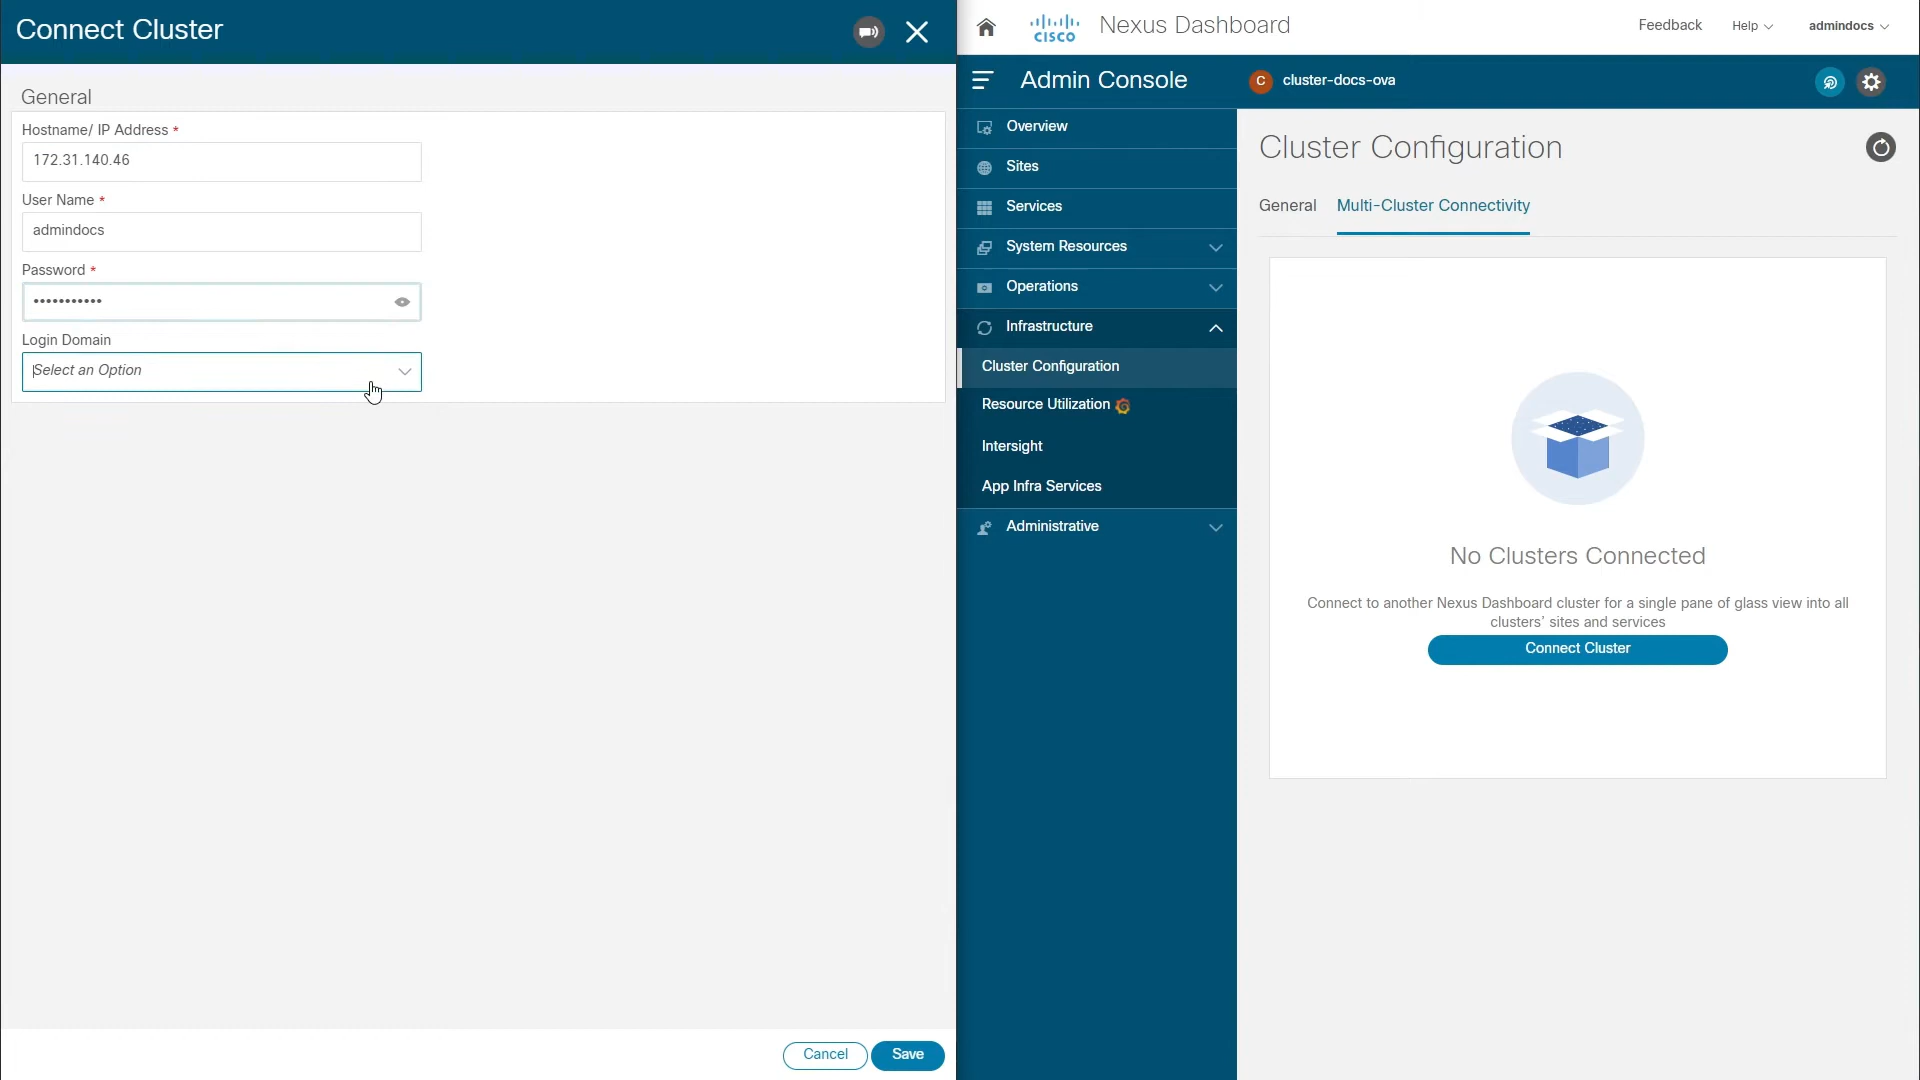 Connect Cluster
General
Hostname/ IP Address *
172.31.140.46
User Name *
admindocs
Password *
•••••••••••
Login Domain
Select an Option
Cancel
Save
CISCO
Nexus Dashboard
Feedback
Help
admindocs
Admin Console
C
cluster-docs-ova
Overview
Sites
Services
System Resources
Operations
Infrastructure
Cluster Configuration
Resource Utilization
Intersight
App Infra Services
Administrative
Cluster Configuration
General
Multi-Cluster Connectivity
No Clusters Connected
Connect to another Nexus Dashboard cluster for a single pane of glass view into all
clusters’ sites and services
Connect Cluster